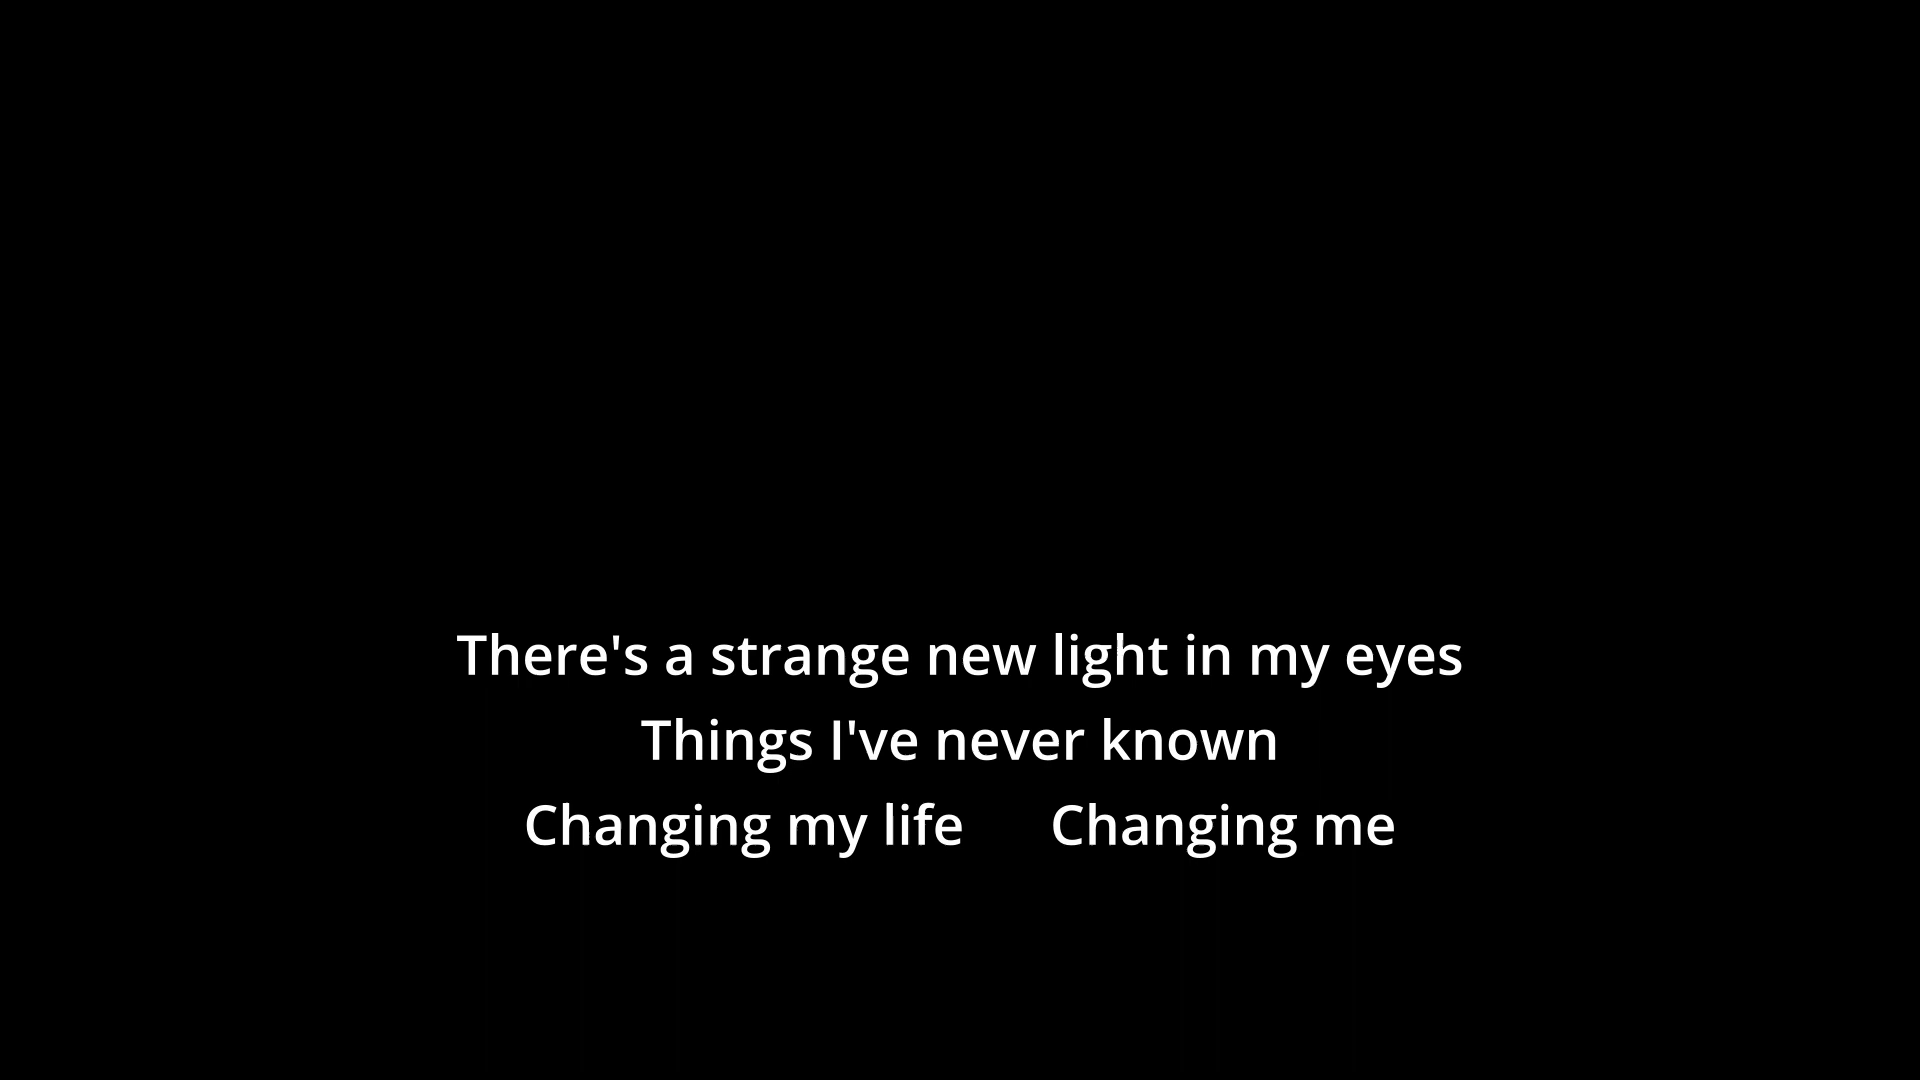 There's a strange new light in my eyes
Things I've never known
Changing my life Changing me